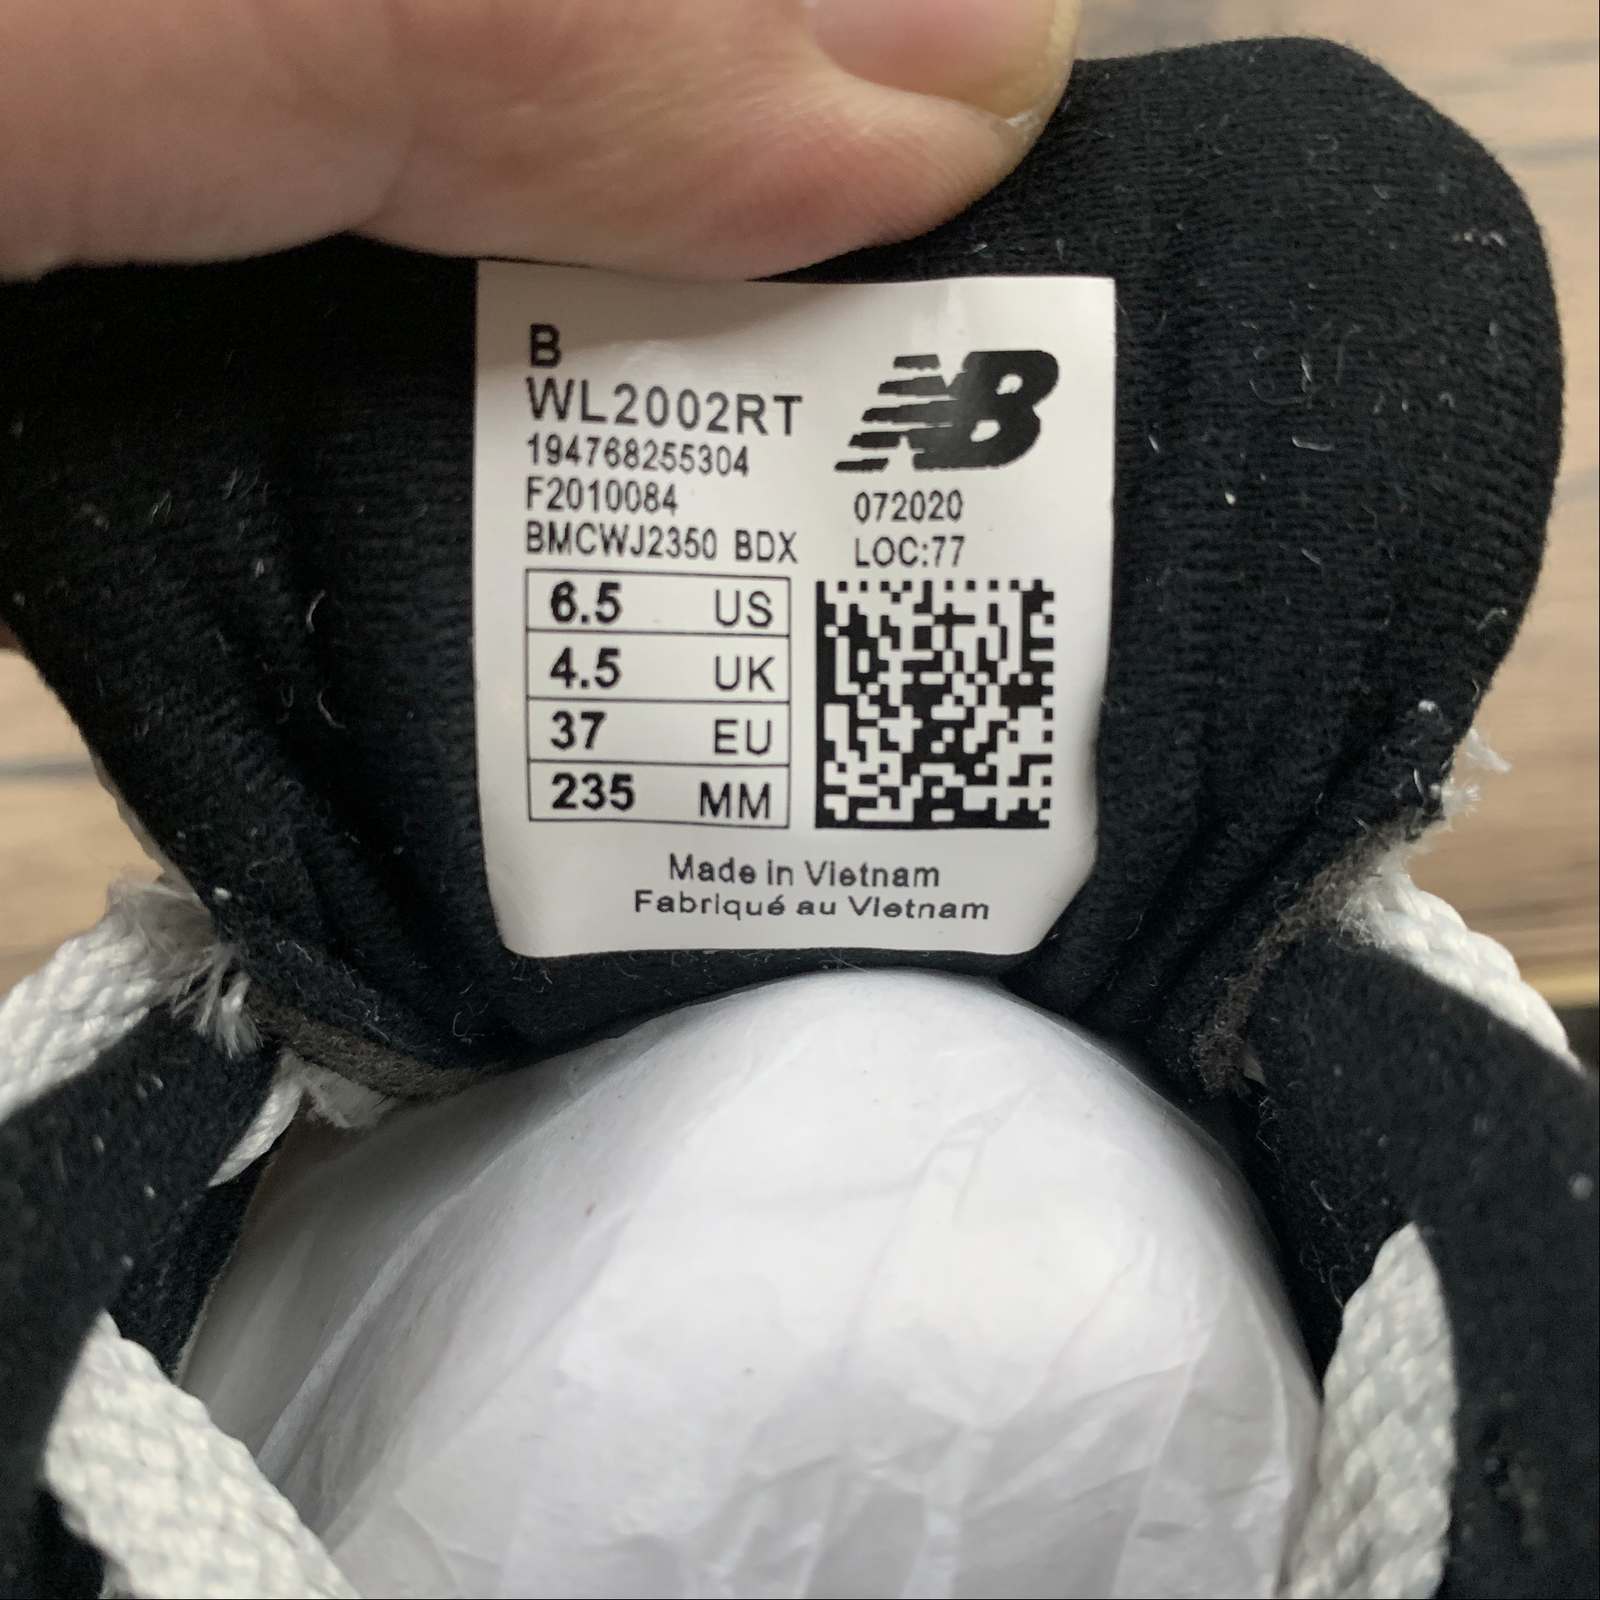 B
WL2002RT
194768255304
F2010084
BMCWJ2350 BDX
NB
072020
LOC:77
6.5 US
4.5 UK
37 EU
235 MM
Made in Vietnam
Fabriqué au Vietnam